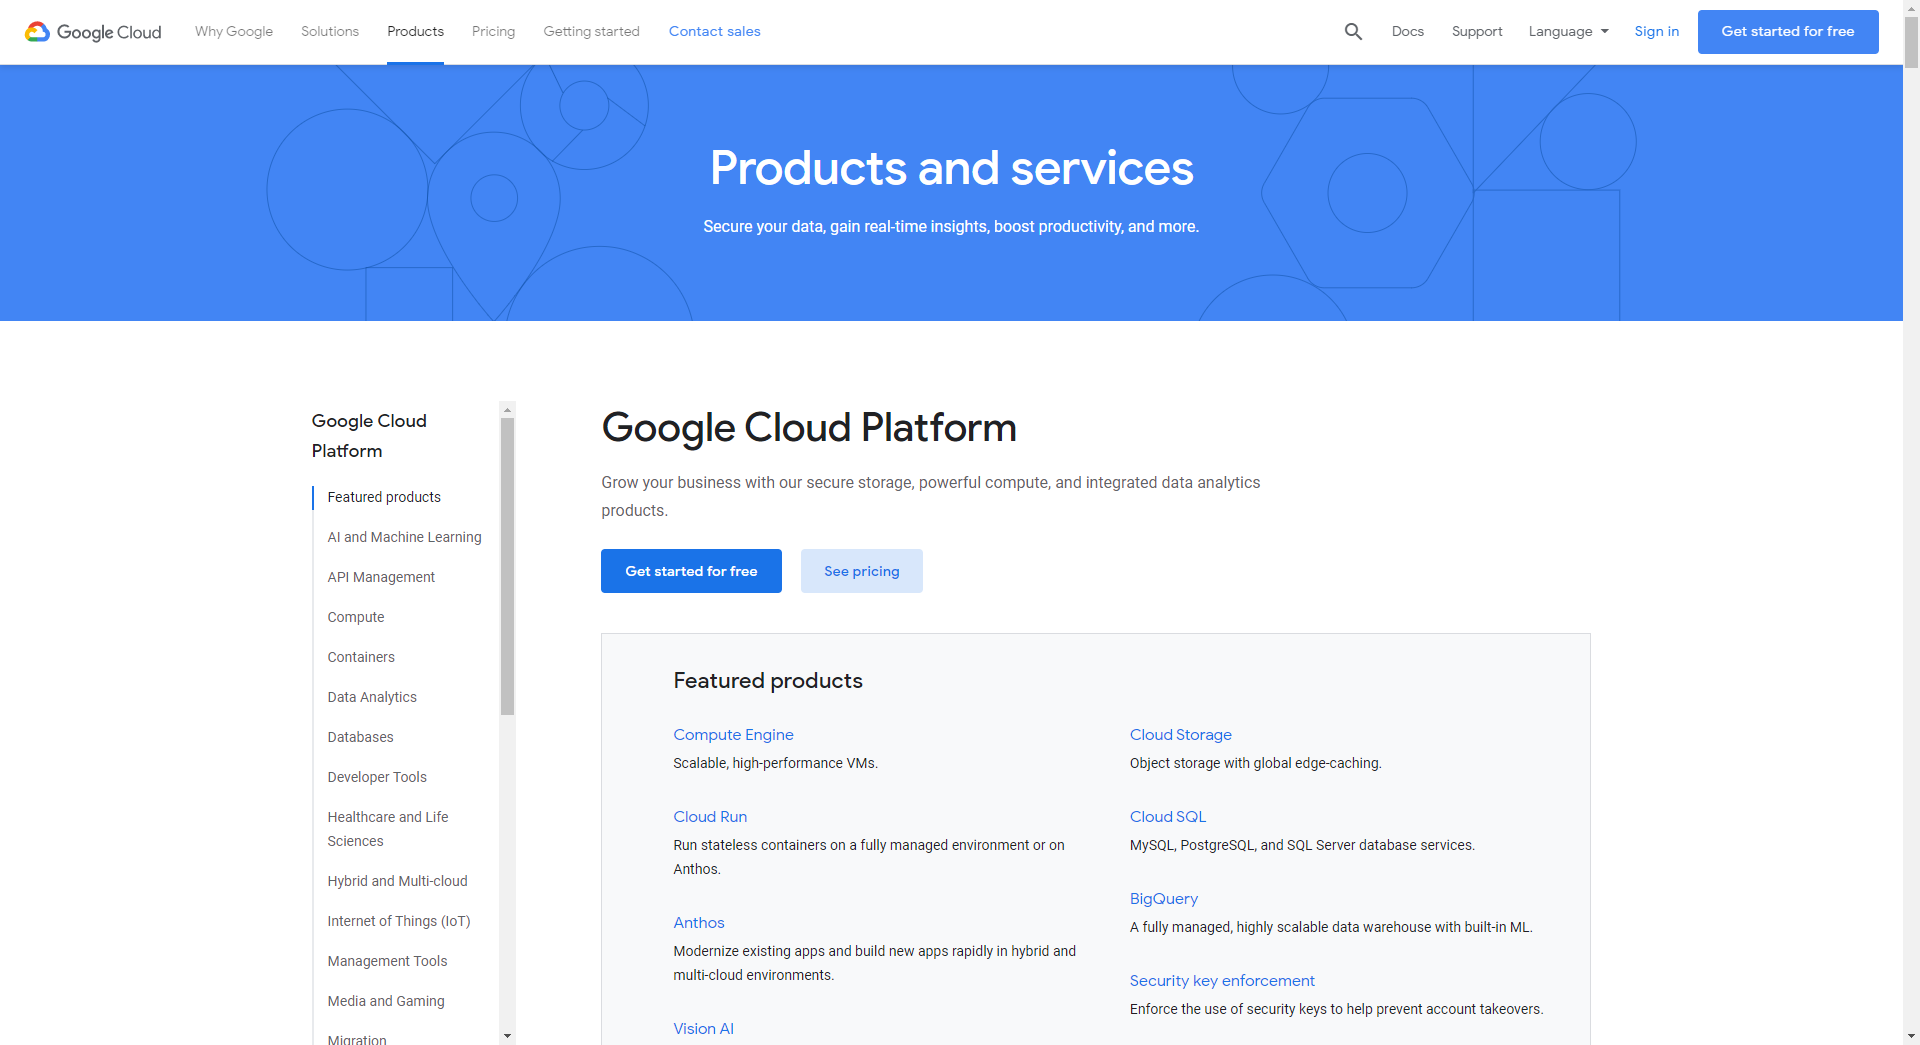 Google Cloud
Why Google
Solutions
Products
Pricing
Getting started
Contact sales
Docs
Support
Language
Sign in
Get started for free
Products and services
Secure your data, gain real-time insights, boost productivity, and more.
Google Cloud
Platform
Featured products
AI and Machine Learning
API Management
Compute
Containers
Data Analytics
Databases
Developer Tools
Healthcare and Life
Sciences
Hybrid and Multi-cloud
Internet of Things (IoT)
Management Tools
Media and Gaming
Migration
Google Cloud Platform
Grow your business with our secure storage, powerful compute, and integrated data analytics
products.
Get started for free
See pricing
Featured products
Compute Engine
Scalable, high-performance VMs.
Cloud Run
Run stateless containers on a fully managed environment or on
Anthos.
Anthos
Modernize existing apps and build new apps rapidly in hybrid and
multi-cloud environments.
Vision AI
Cloud Storage
Object storage with global edge-caching.
Cloud SQL
MySQL, PostgreSQL, and SQL Server database services.
BigQuery
A fully managed, highly scalable data warehouse with built-in ML.
Security key enforcement
Enforce the use of security keys to help prevent account takeovers.